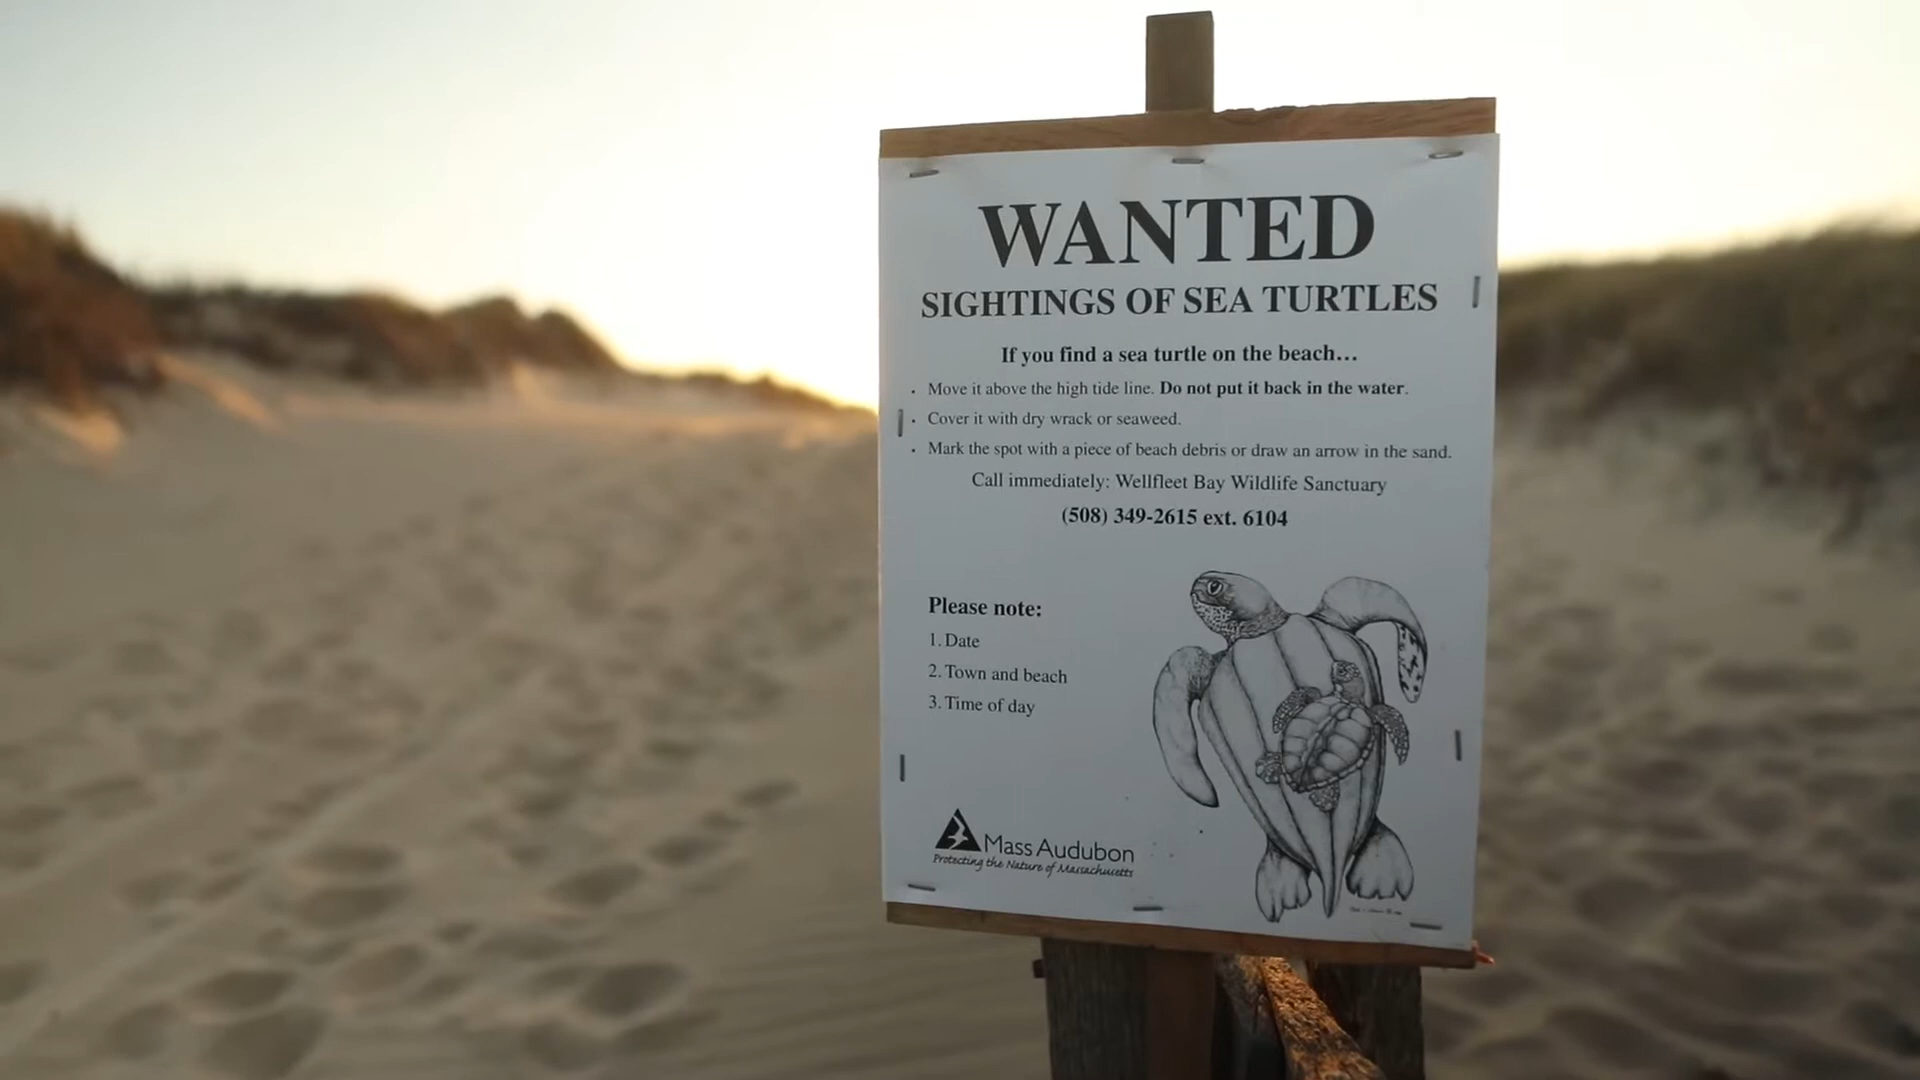 WANTED
SIGHTINGS OF SEA TURTLES
If you find a sea turtle on the beach…
· Move it above the high tide line. Do not put it back in the water.
· Cover it with dry wrack or seaweed.
· Mark the spot with a piece of beach debris or draw an arrow in the sand.
Call immediately: Wellfleet Bay Wildlife Sanctuary
(508) 349-2615 ext. 6104
Please note:
1. Date
2. Town and beach
3. Time of day
Mass Audubon
Protecting the Nature of Massachusetts